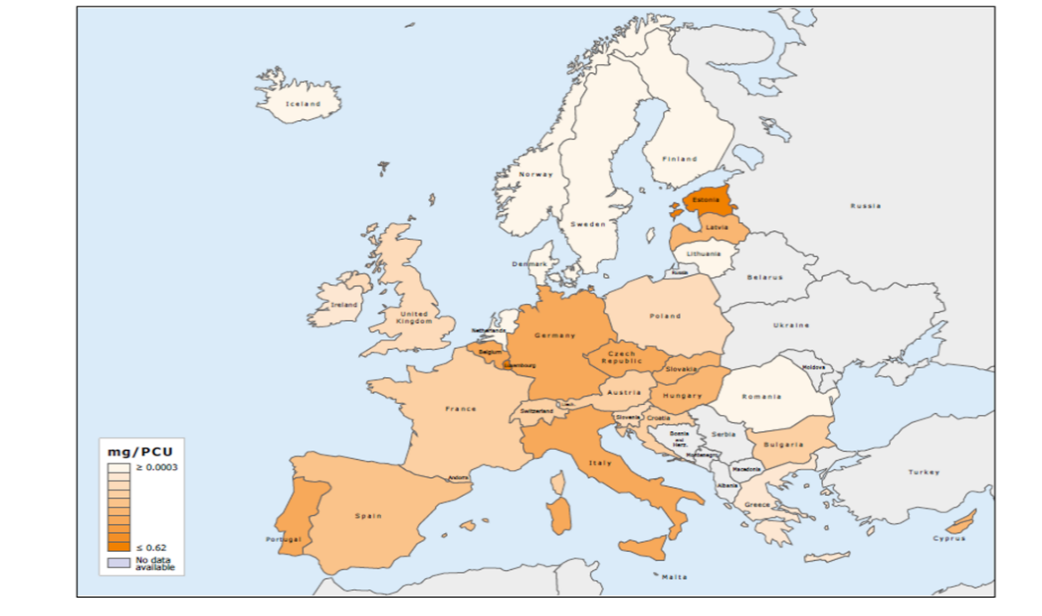 Iceland
Norway
Finland
Sweden
Estonia
Russia
Latvia
Lithuania
Denmark
Russia
Belarus
Ireland
United
Kingdom
Poland
Netherlands
Germany
Ukraine
Belgium
Czech
Republic
Luxembourg
Slovakia
Moldova
Austria
Hungary
Romania
France
Switzerland
Slovenia
Croatia
Bosnia
and
Herz.
Serbia
Bulgaria
Montenegro
mg/PCU
≥ 0.0003
≤ 0.62
No data
available
Italy
Macedonia
Turkey
Andorra
Albania
Greece
Spain
Portugal
Cyprus
Malta